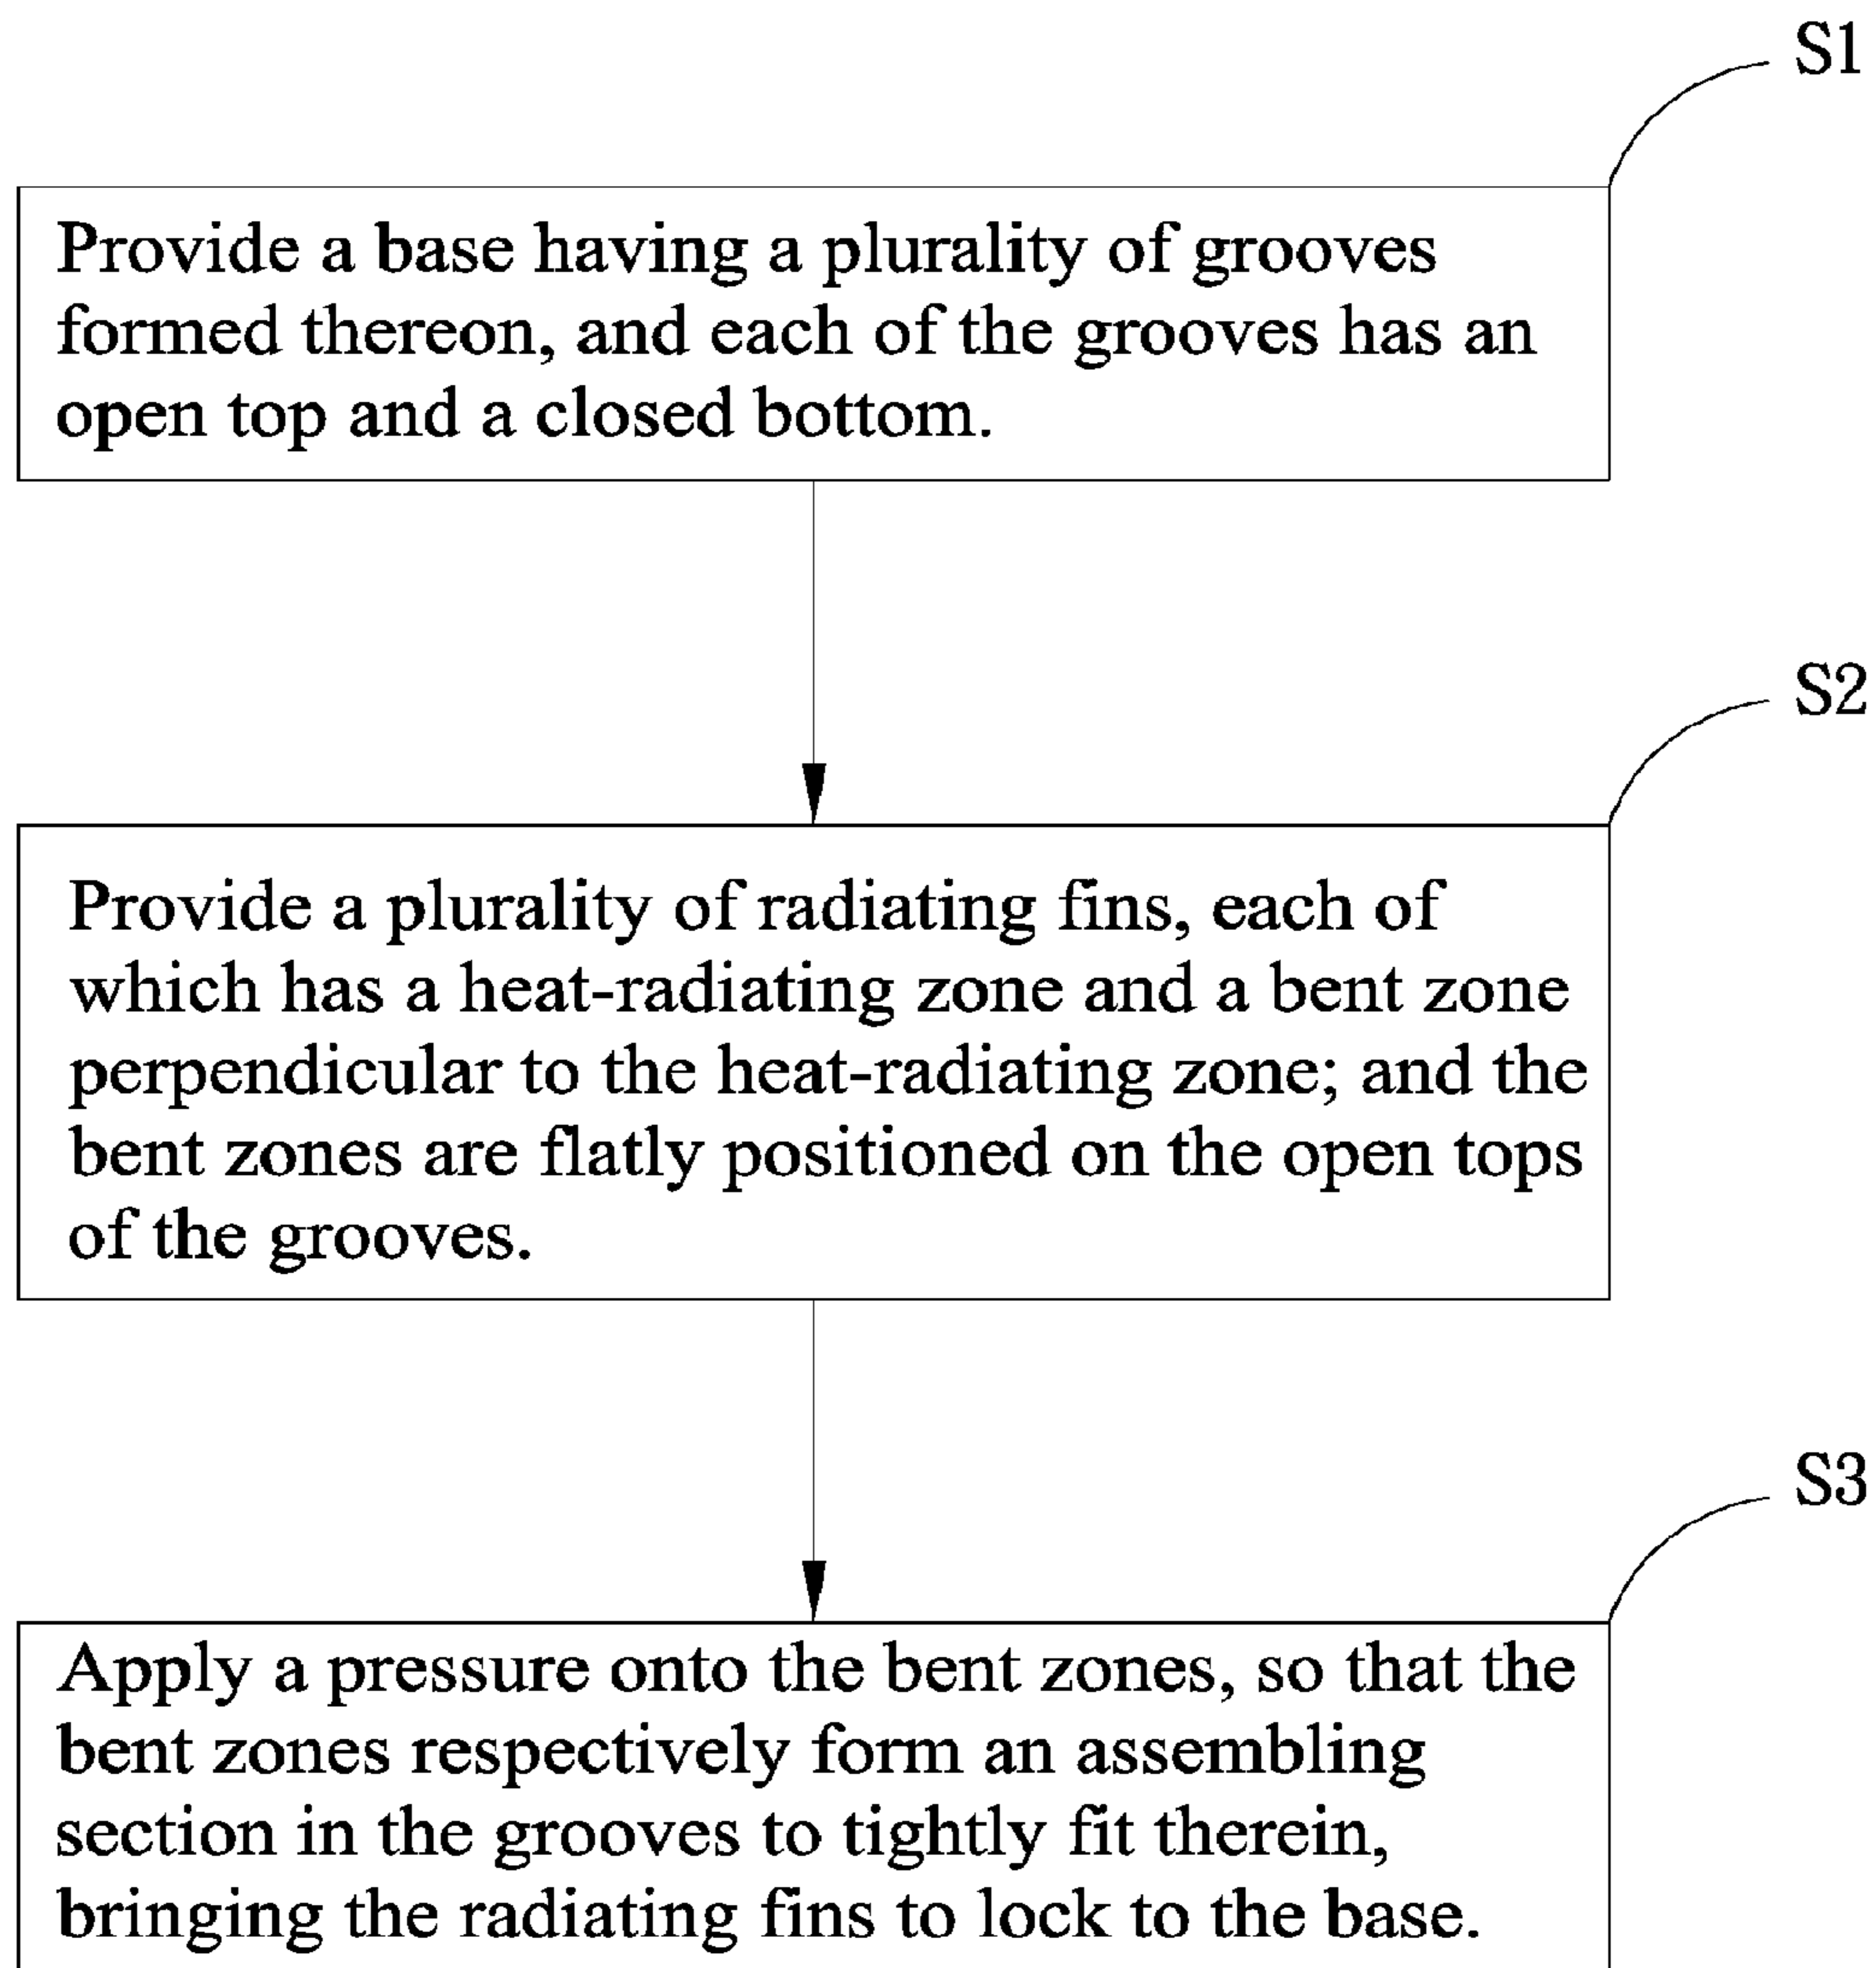 S1
Provide a base having a plurality of grooves
formed thereon, and each of the grooves has an
open top and a closed bottom.
S2
Provide a plurality of radiating fins, each of
which has a heat-radiating zone and a bent zone
perpendicular to the heat-radiating zone; and the
bent zones are flatly positioned on the open tops
of the grooves.
S3
Apply a pressure onto the bent zones, so that the
bent zones respectively form an assembling
section in the grooves to tightly fit therein,
bringing the radiating fins to lock to the base.